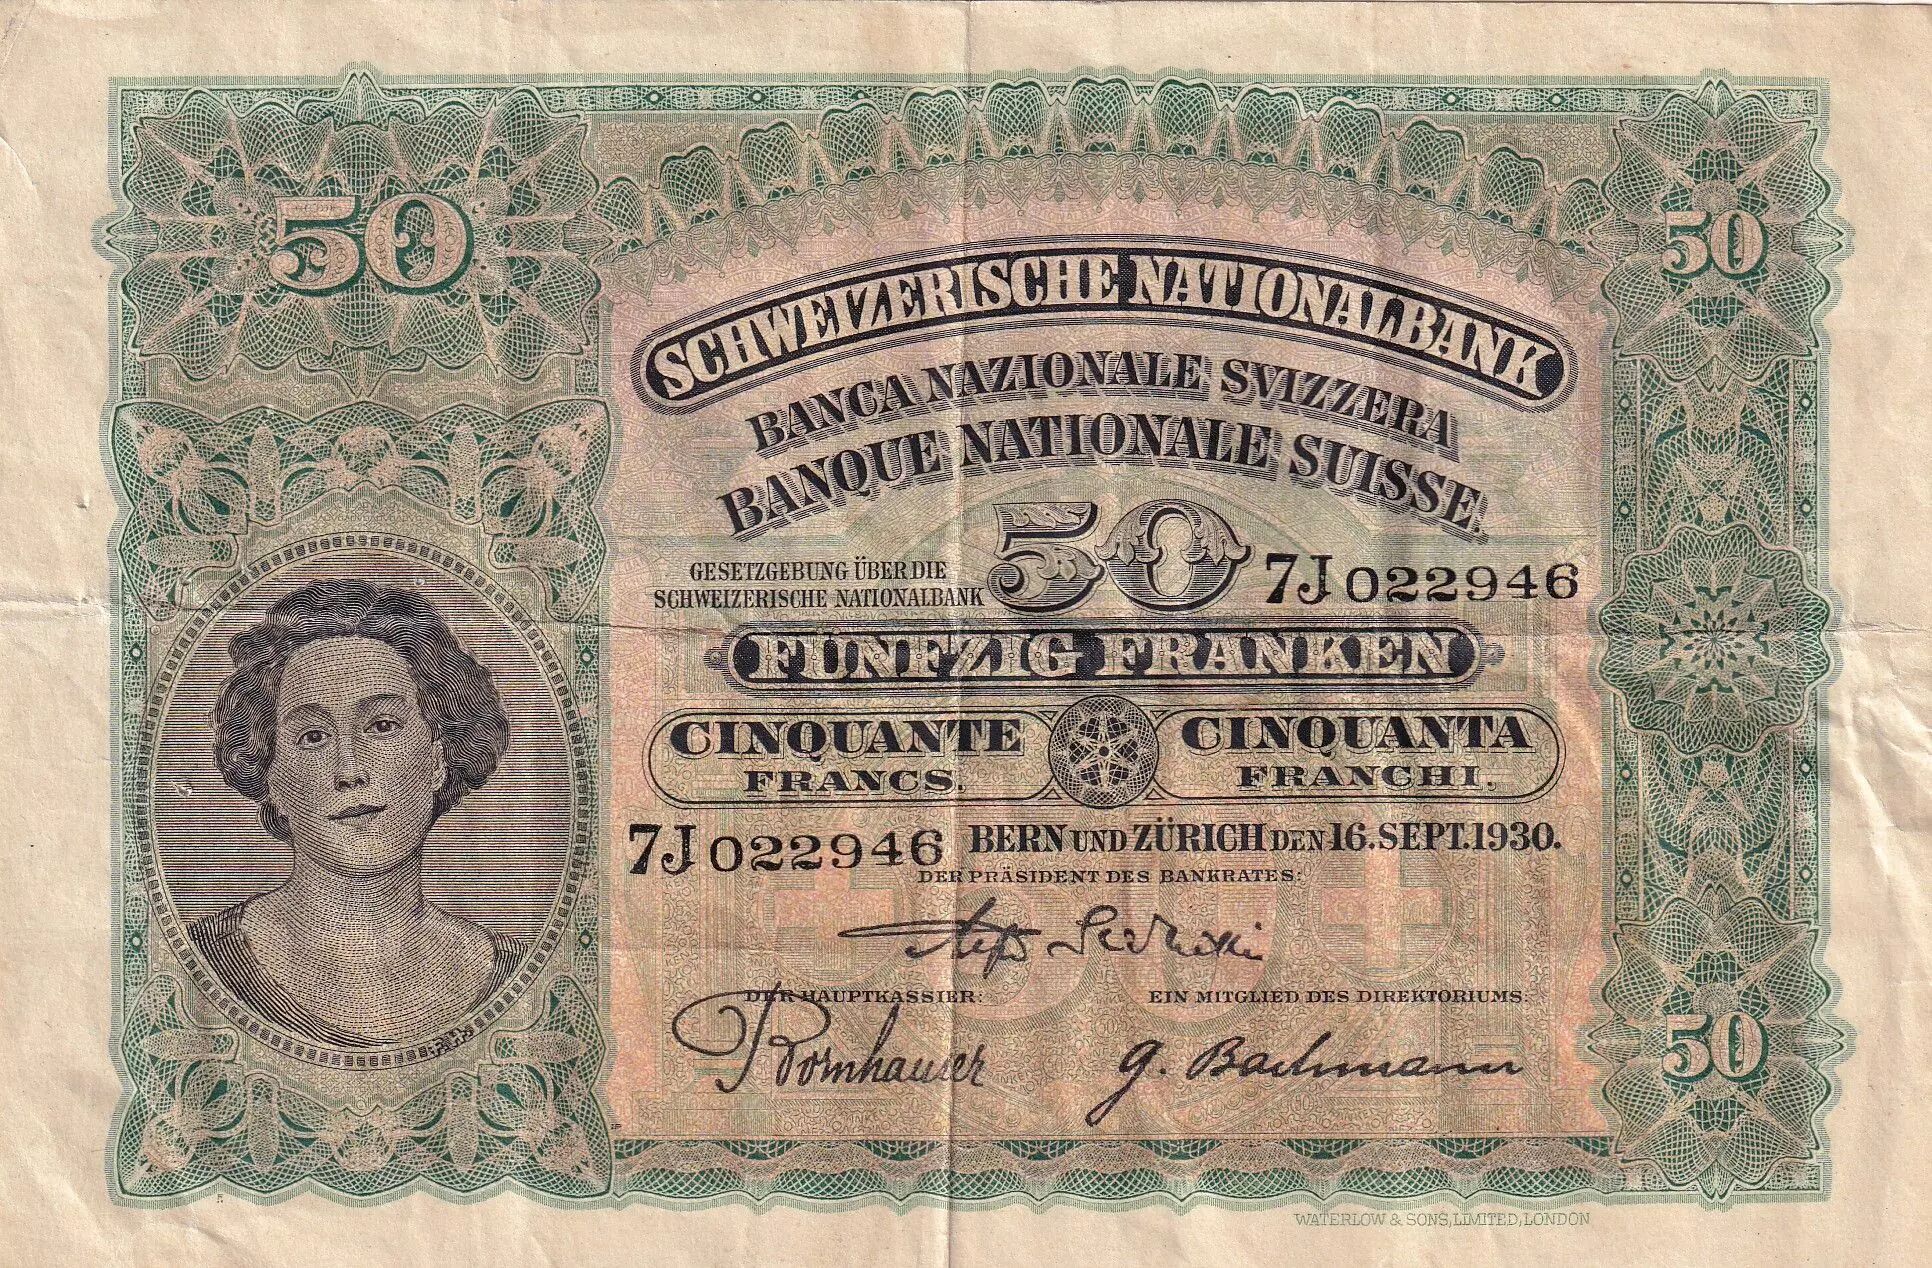 50
50
SCHWEIZERISCHE NATIONALBANK
BANCA NAZIONALE SVIZZERA
BANQUE NATIONALE SUISSE.
GESETZGEBUNG ÜBER DIE
SCHWEIZERISCHE NATIONALBANK
50
7J 022946
FÜNFZIG FRANKEN
CINQUANTE
FRANCS.
CINQUANTA
FRANCHI.
7J 022946
BERN UND ZÜRICH DEN 16. SEPT. 1930.
DER PRÄSIDENT DES BANKRATES:
DER HAUPTKASSIER:
Bornhauser
EIN MITGLIED DES DIREKTORIUMS:
G. Bachmann
50
WATERLOW & SONS, LIMITED, LONDON